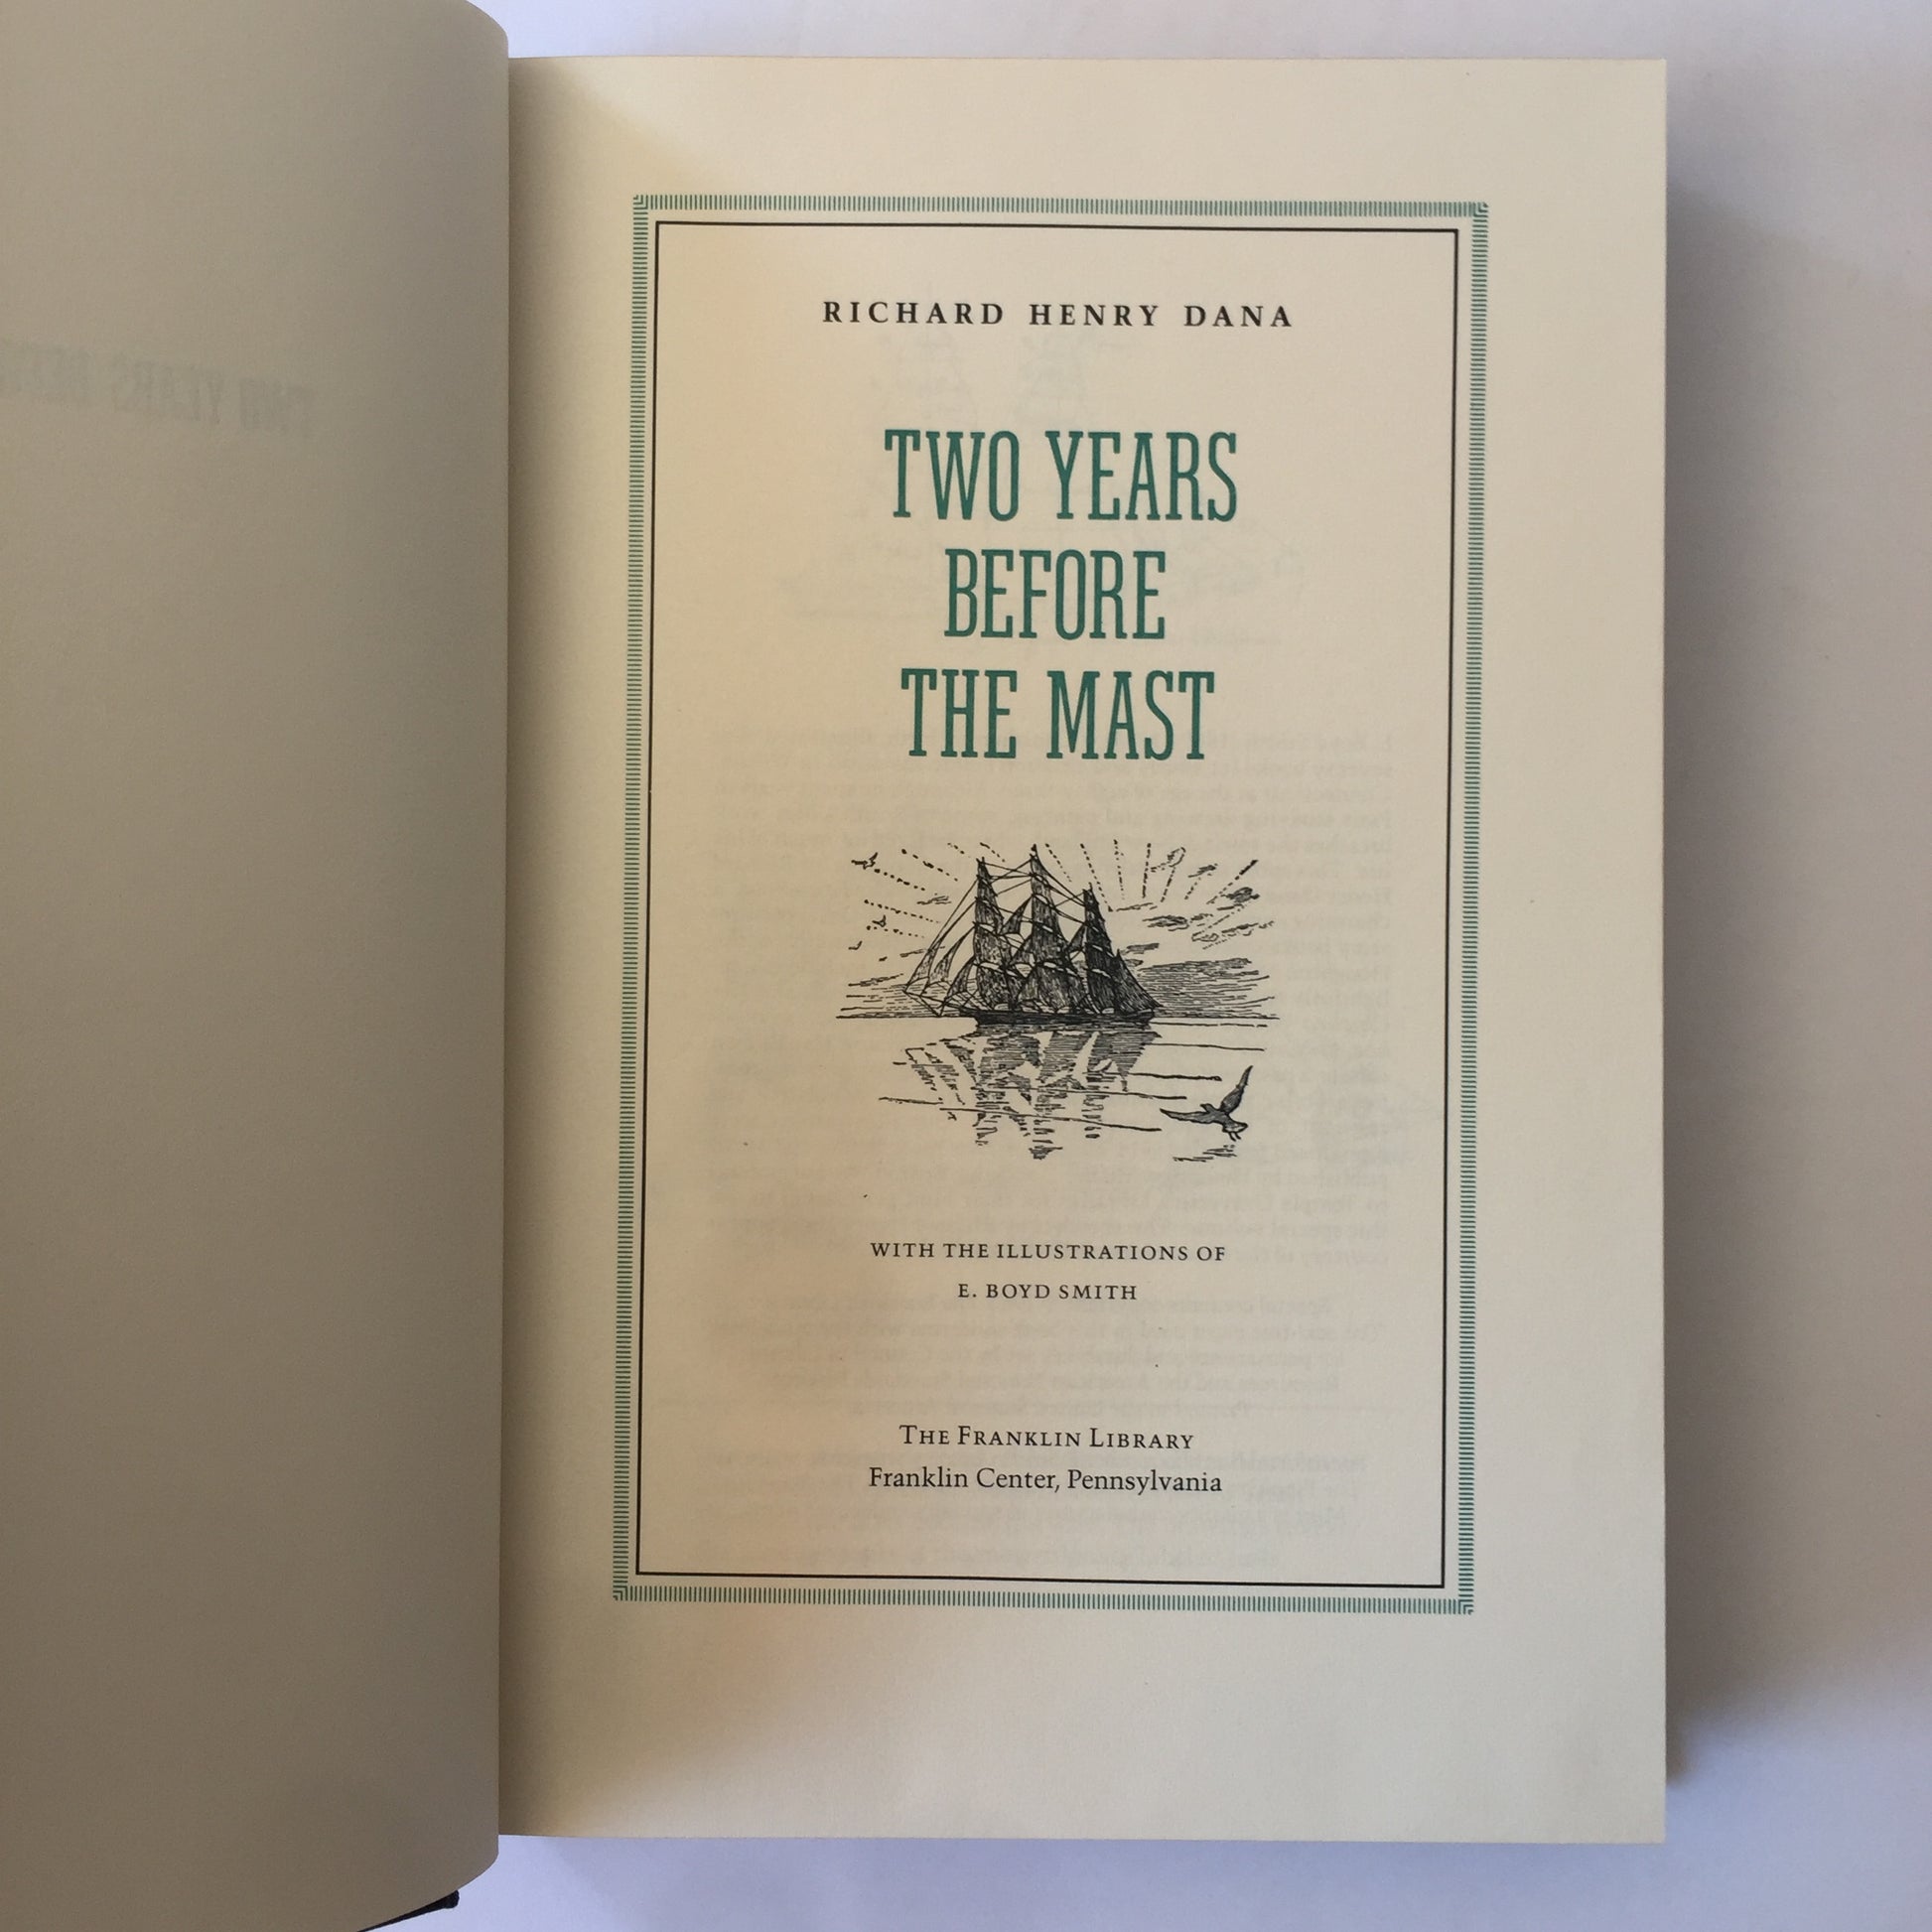 RICHARD HENRY DANA
TWO YEARS
BEFORE
THE MAST
WITH THE ILLUSTRATIONS OF
E. BOYD SMITH
THE FRANKLIN LIBRARY
Franklin Center, Pennsylvania